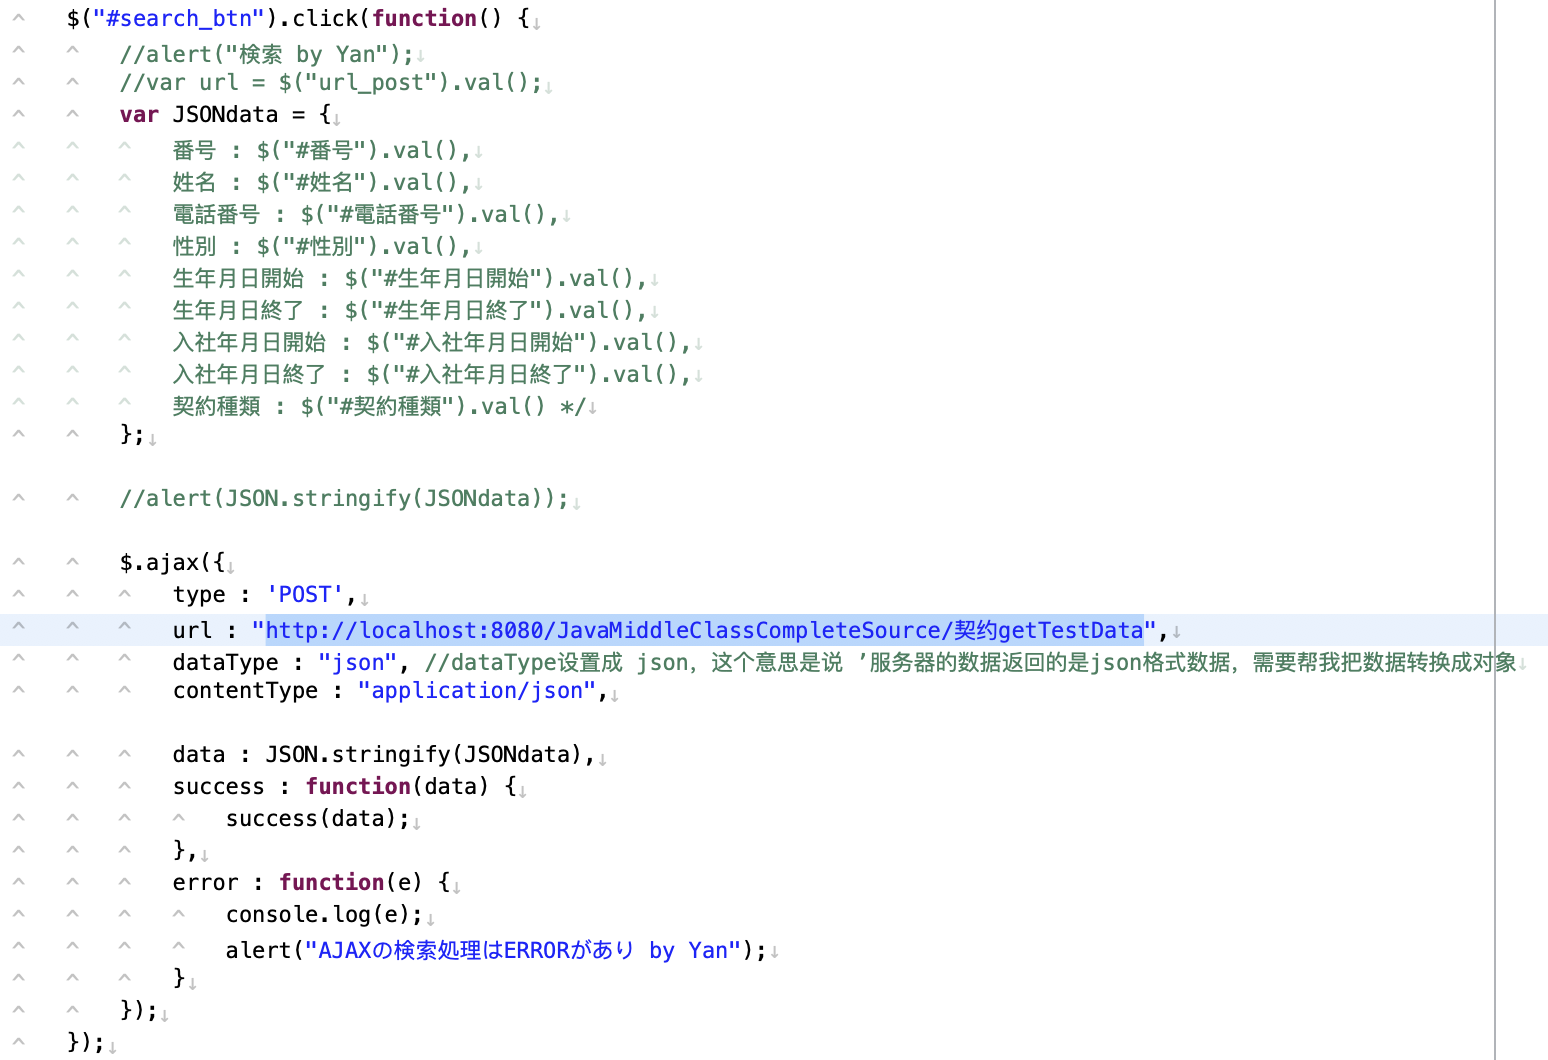 $("#search_btn").click(function() {
//alert("検索 by Yan");
//var url = $("url_post").val();
var JSONdata = {
番号 : $("#番号").val(),
姓名 : $("#姓名").val(),
電話番号 : $("#電話番号").val(),
性別 : $("#性別").val(),
生年月日開始 : $("#生年月日開始").val(),
生年月日終了 : $("#生年月日終了").val(),
入社年月日開始 : $("#入社年月日開始").val(),
入社年月日終了 : $("#入社年月日終了").val(),
契約種類 : $("#契約種類").val() */
};
//alert(JSON.stringify(JSONdata));
$.ajax({
type : 'POST',
url : "http://localhost:8080/JavaMiddleClassCompleteSource/契约getTestData",
dataType : "json", //dataType设置成 json，这个意思是说 ’服务器的数据返回的是json格式数据，需要帮我把数据转换成对象
contentType : "application/json",
data : JSON.stringify(JSONdata),
success : function(data) {
success(data);
},
error : function(e) {
console.log(e);
alert("AJAXの検索処理はERRORがあり by Yan");
}
});
});